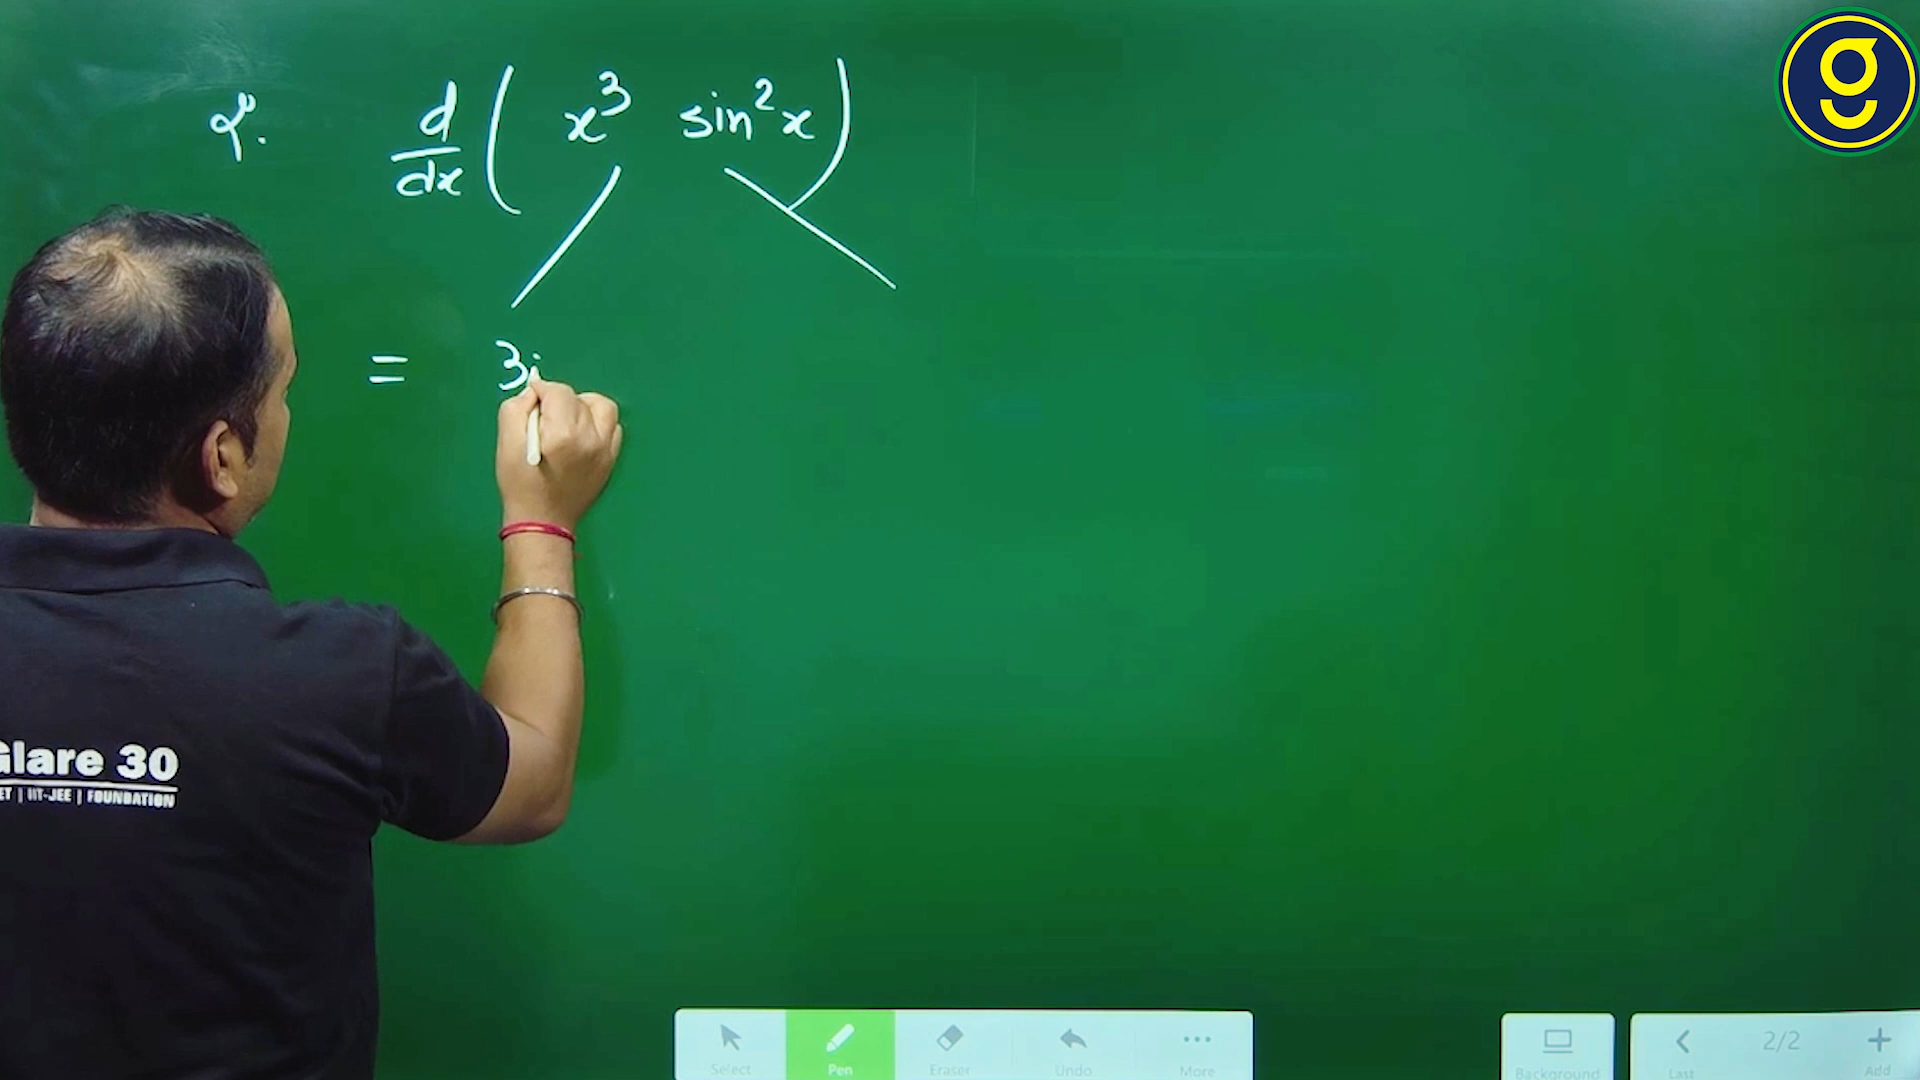 Q. d/dx ( x³ sin²x )
= 3
Glare 30
ET | IIT-JEE | FOUNDATION
g
Select Pen Eraser Undo More Background Last 2/2 Add